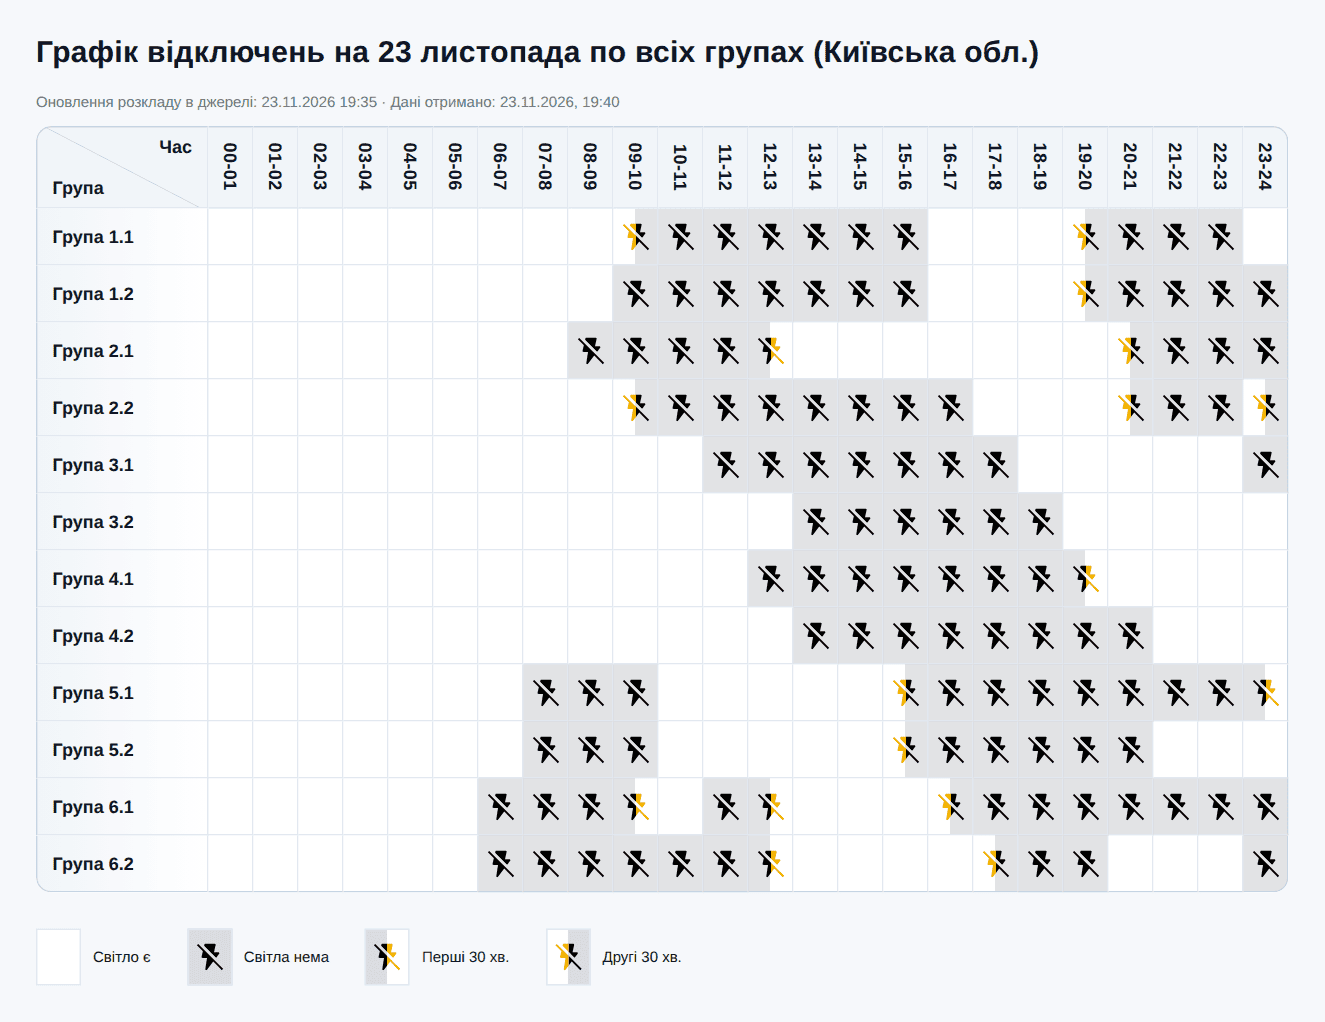 Графік відключень на 23 листопада по всіх групах (Київська обл.)
Оновлення розкладу в джерелі: 23.11.2026 19:35 · Дані отримано: 23.11.2026, 19:40
Час
Група
00-01 01-02 02-03 03-04 04-05 05-06 06-07 07-08 08-09 09-10 10-11 11-12 12-13 13-14 14-15 15-16 16-17 17-18 18-19 19-20 20-21 21-22 22-23 23-24
Група 1.1
Група 1.2
Група 2.1
Група 2.2
Група 3.1
Група 3.2
Група 4.1
Група 4.2
Група 5.1
Група 5.2
Група 6.1
Група 6.2
Світло є Світла нема Перші 30 хв. Другі 30 хв.